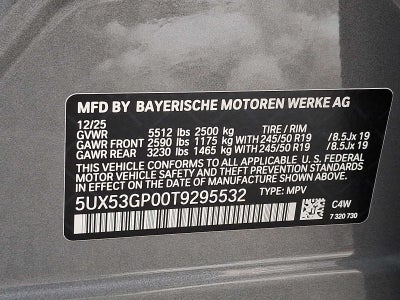 MFD BY BAYERISCHE MOTOREN WERKE AG
12/25
GVWR 5512 lbs 2500 kg TIRE / RIM
GAWR FRONT 2590 lbs 1175 kg WITH 245/50 R19 /8.5Jx 19
GAWR REAR 3230 lbs 1465 kg WITH 245/50 R19 /8.5Jx 19
THIS VEHICLE CONFORMS TO ALL APPLICABLE U.S. FEDERAL
MOTOR VEHICLE SAFETY, BUMPER, AND THEFT PREVENTION
STANDARDS IN EFFECT ON THE DATE OF MANUFACTURE SHOWN ABOVE.
5UX53GP00T9295532 TYPE: MPV
C4W
7 320 730